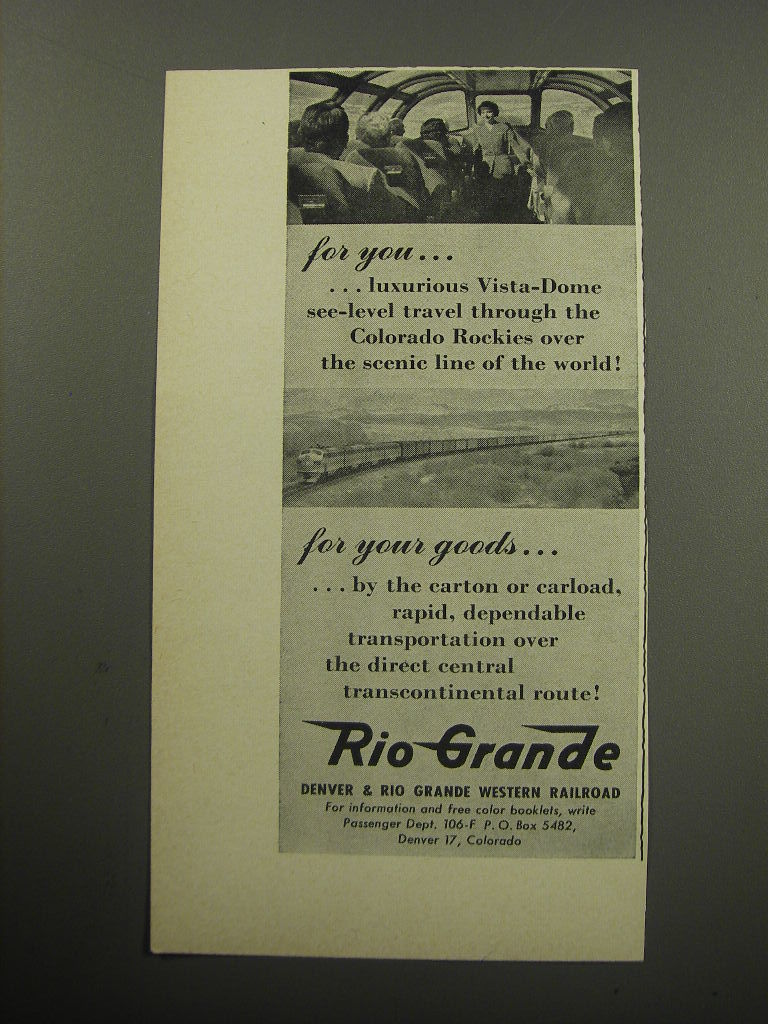 for you...
...luxurious Vista-Dome
see-level travel through the
Colorado Rockies over
the scenic line of the world!
for your goods...
...by the carton or carload,
rapid, dependable
transportation over
the direct central
transcontinental route!
Rio Grande
DENVER & RIO GRANDE WESTERN RAILROAD
For information and free color booklets, write
Passenger Dept. 106-F P. O. Box 5482,
Denver 17, Colorado